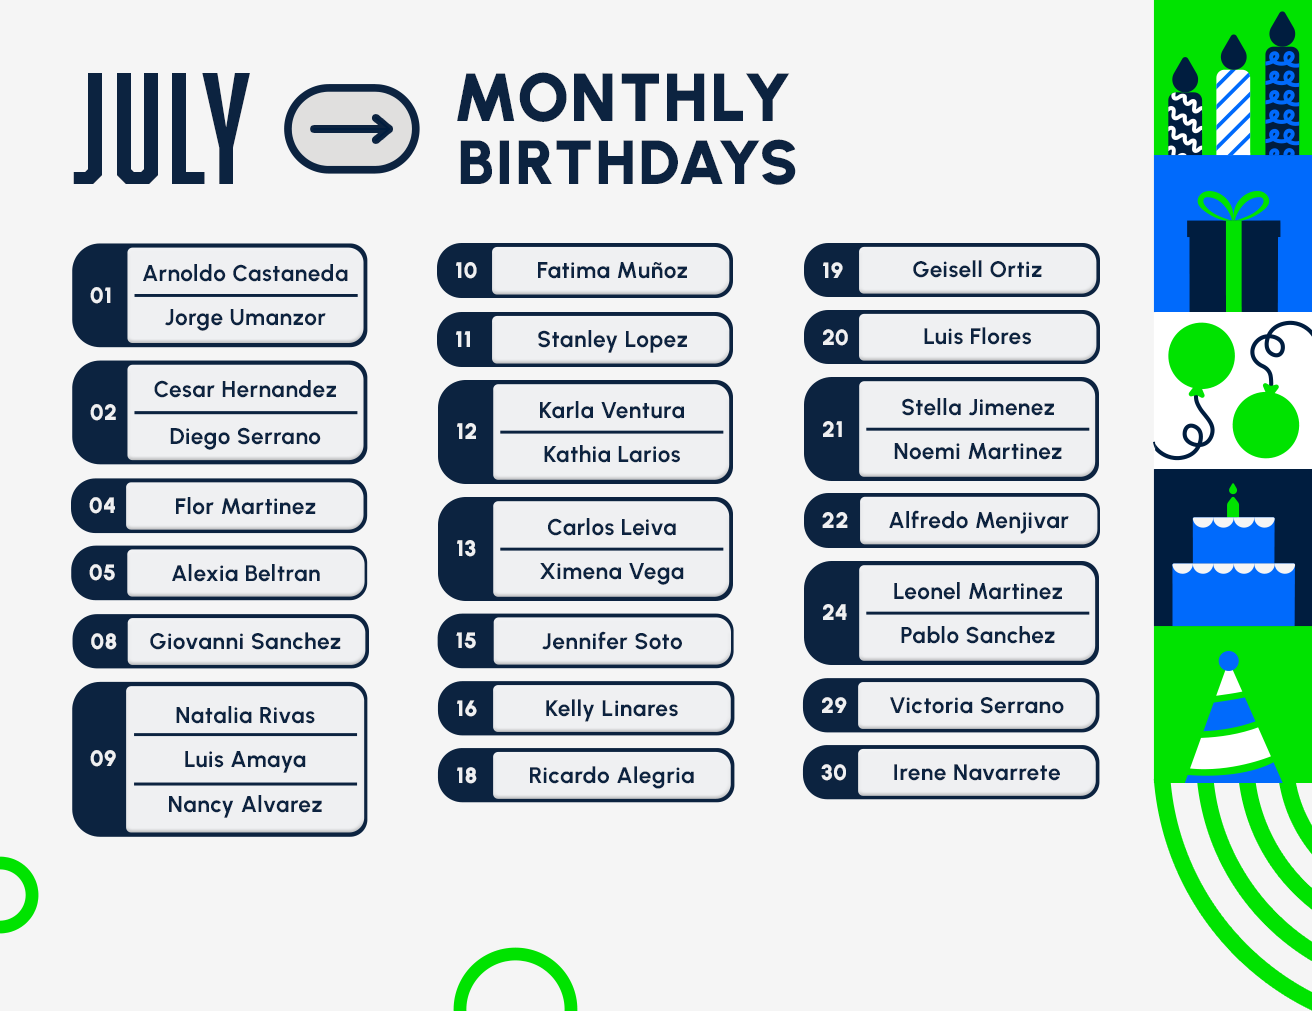 JULY
MONTHLY
BIRTHDAYS
01
Arnoldo Castaneda
Jorge Umanzor
02
Cesar Hernandez
Diego Serrano
04
Flor Martinez
05
Alexia Beltran
08
Giovanni Sanchez
09
Natalia Rivas
Luis Amaya
Nancy Alvarez
10
Fatima Muñoz
11
Stanley Lopez
12
Karla Ventura
Kathia Larios
13
Carlos Leiva
Ximena Vega
15
Jennifer Soto
16
Kelly Linares
18
Ricardo Alegria
19
Geisell Ortiz
20
Luis Flores
21
Stella Jimenez
Noemi Martinez
22
Alfredo Menjivar
24
Leonel Martinez
Pablo Sanchez
29
Victoria Serrano
30
Irene Navarrete